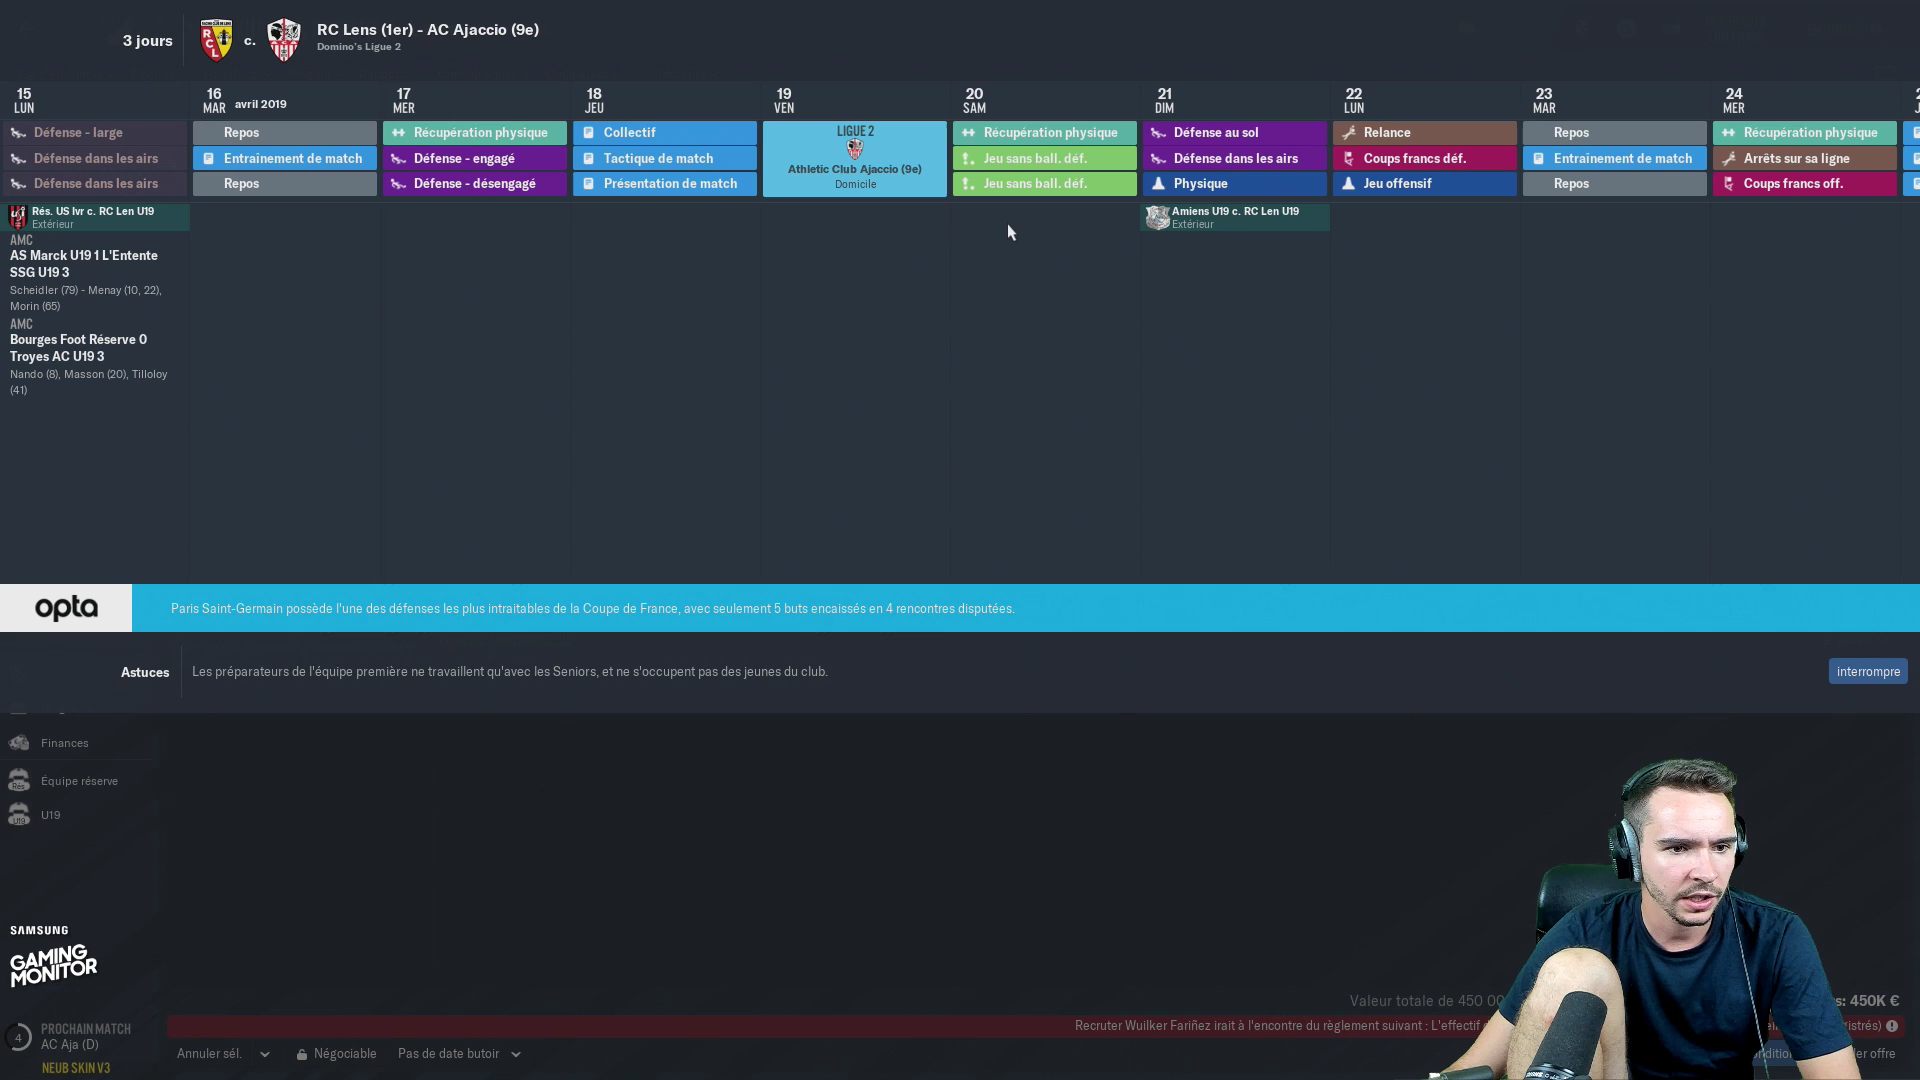 3 jours
c.
RC Lens (1er) - AC Ajaccio (9e)
Domino's Ligue 2
15
LUN
16
MAR avril 2019
17
MER
18
JEU
19
VEN
20
SAM
21
DIM
22
LUN
23
MAR
24
MER
Défense - large
Défense dans les airs
Défense dans les airs
Repos
Entrainement de match
Repos
Récupération physique
Défense - engagé
Défense - désengagé
Collectif
Tactique de match
Présentation de match
LIGUE 2
Athletic Club Ajaccio (9e)
Domicile
Récupération physique
Jeu sans ball. déf.
Jeu sans ball. déf.
Défense au sol
Défense dans les airs
Physique
Relance
Coups francs déf.
Jeu offensif
Repos
Entrainement de match
Repos
Récupération physique
Arrêts sur sa ligne
Coups francs off.
Rés. US Ivr c. RC Len U19
Extérieur
Amiens U19 c. RC Len U19
Extérieur
AMC
AS Marck U19 1 L'Entente
SSG U19 3
Scheidler (79) - Menay (10, 22),
Morin (65)
AMC
Bourges Foot Réserve 0
Troyes AC U19 3
Nando (8), Masson (20), Tilloloy
(41)
opta
Paris Saint-Germain possède l'une des défenses les plus intraitables de la Coupe de France, avec seulement 5 buts encaissés en 4 rencontres disputées.
Astuces
Les préparateurs de l'équipe première ne travaillent qu'avec les Seniors, et ne s'occupent pas des jeunes du club.
interrompre
Finances
Équipe réserve
U19
SAMSUNG
GAMING
MONITOR
Valeur totale de 450 00
: 450K €
Recruter Wuilker Fariñez irait à l'encontre du règlement suivant : L'effectif
4
PROCHAIN MATCH
AC Aja (D)
NEUB SKIN V3
Annuler sél.
Négociable
Pas de date butoir
offre